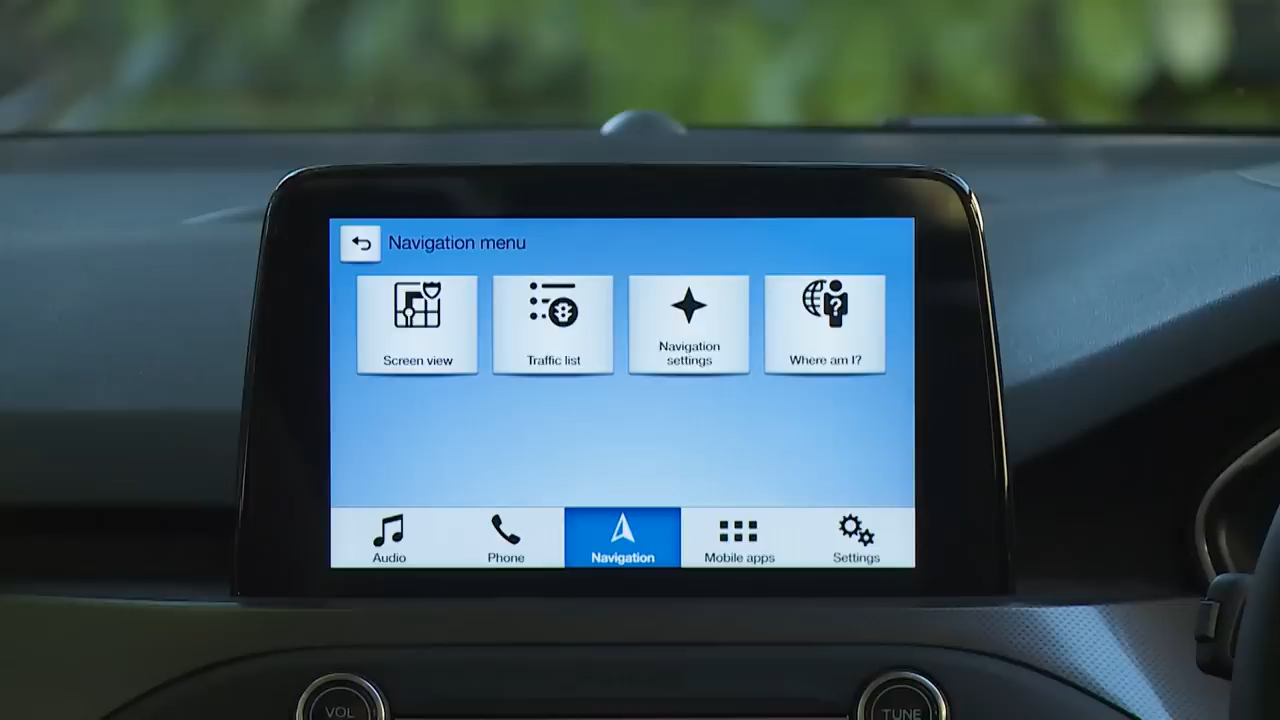 Navigation menu
Screen view
Traffic list
Navigation
settings
?
Where am I?
Audio
Phone
Navigation
Mobile apps
Settings
VOL
TUNE